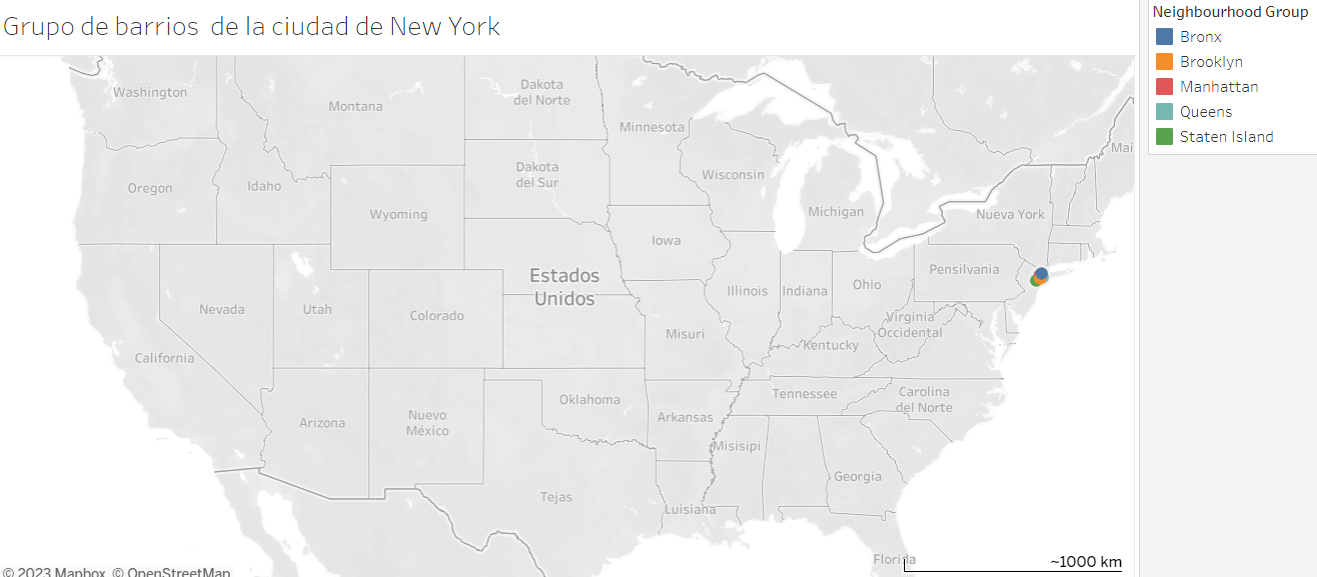 Grupo de barrios  de la ciudad de New York
Neighbourhood Group
Bronx
Brooklyn
Manhattan
Queens
Staten Island
Washington
Montana
Dakota
del Norte
Minnesota
Mai
Oregon
Idaho
Dakota
del Sur
Wisconsin
Wyoming
Michigan
Nueva York
Iowa
Estados
Unidos
Pensilvania
Nevada
Utah
Colorado
Illinois
Indiana
Ohio
Virginia
Occidental
California
Misuri
Kentucky
Arizona
Nuevo
México
Oklahoma
Arkansas
Tennessee
Carolina
del Norte
Misisipi
Georgia
Tejas
Luisiana
Florida
~1000 km
© 2023 Mapbox © OpenStreetMap